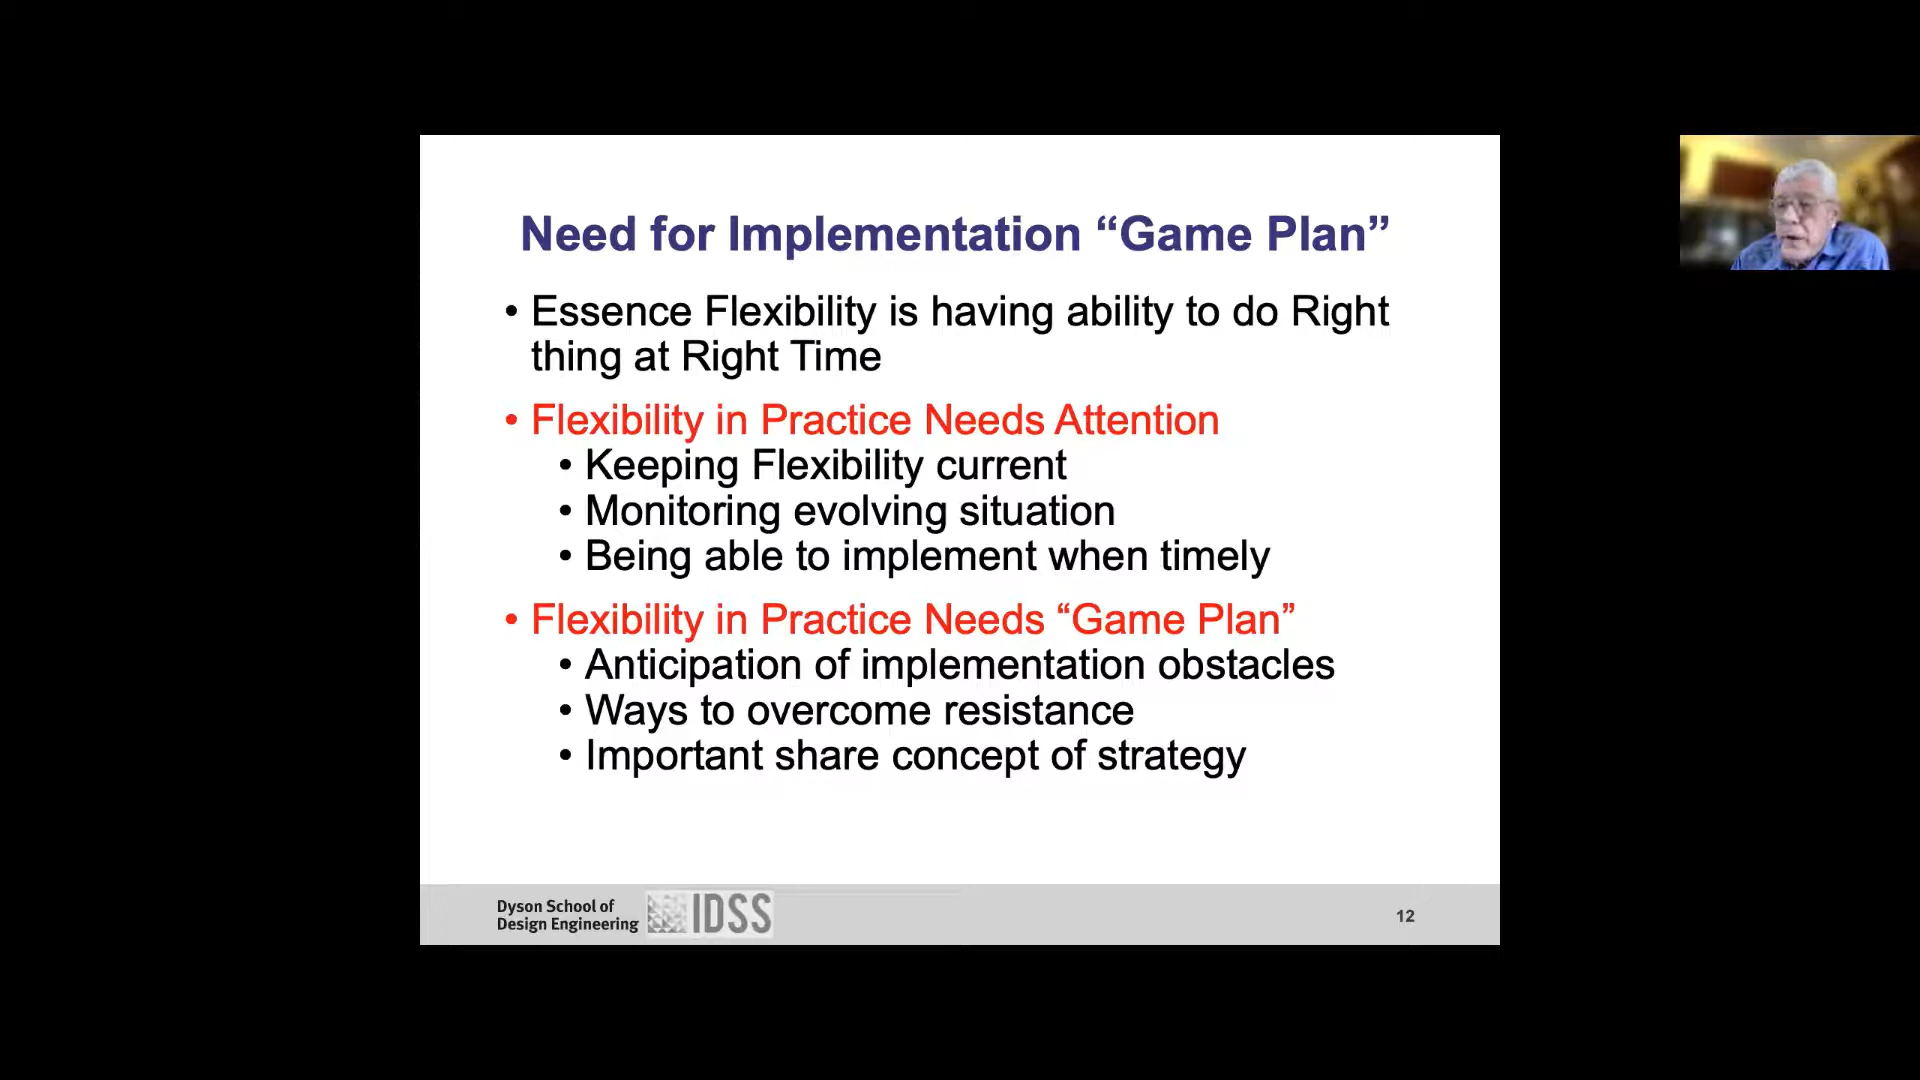 Need for Implementation “Game Plan”
• Essence Flexibility is having ability to do Right
thing at Right Time
• Flexibility in Practice Needs Attention
• Keeping Flexibility current
• Monitoring evolving situation
• Being able to implement when timely
• Flexibility in Practice Needs “Game Plan”
• Anticipation of implementation obstacles
• Ways to overcome resistance
• Important share concept of strategy
Dyson School of
Design Engineering
IDSS
12